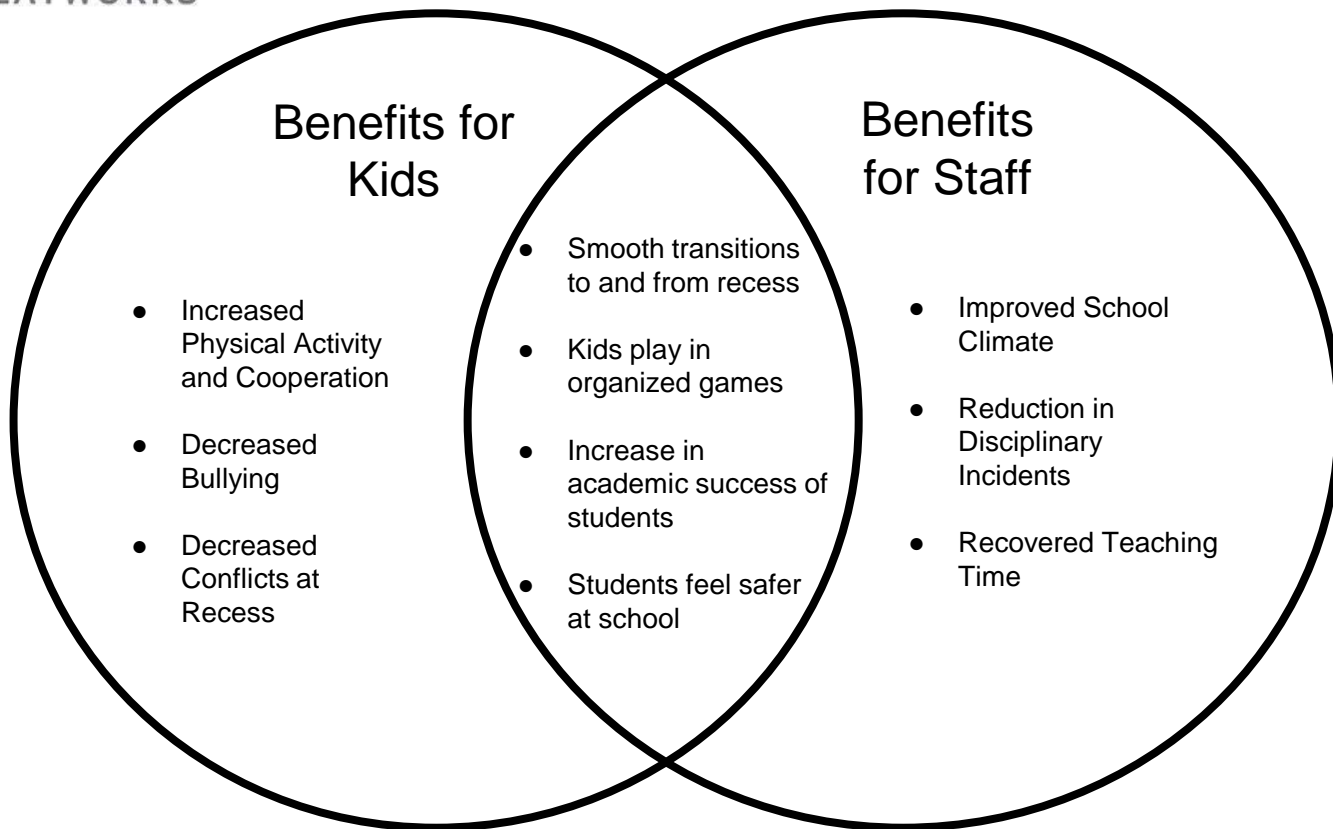 Benefits for
Kids
● Increased
Physical Activity
and Cooperation
● Decreased
Bullying
● Decreased
Conflicts at
Recess
● Smooth transitions
to and from recess
● Kids play in
organized games
● Increase in
academic success of
students
● Students feel safer
at school
Benefits
for Staff
● Improved School
Climate
● Reduction in
Disciplinary
Incidents
● Recovered Teaching
Time